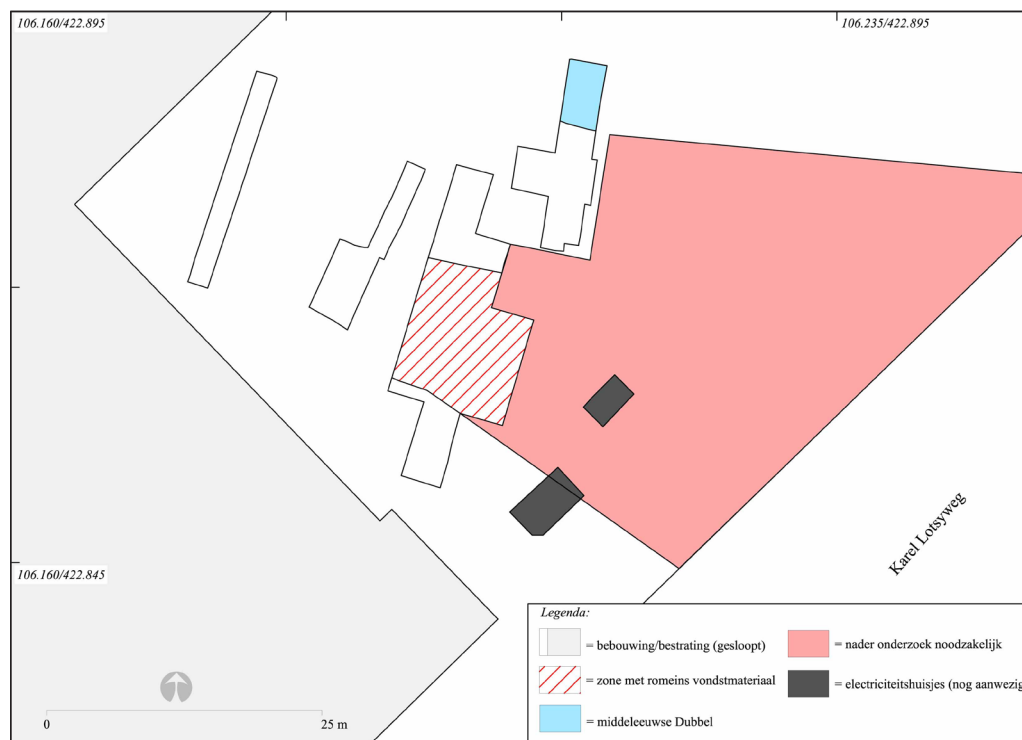 106.160/422.895
106.235/422.895
Karel Lotsyweg
106.160/422.845
0
25 m
Legenda:
= bebouwing/bestrating (gesloopt)
= zone met romeins vondstmateriaal
= middeleeuwse Dubbel
= nader onderzoek noodzakelijk
= electriciteitshuisjes (nog aanwezig